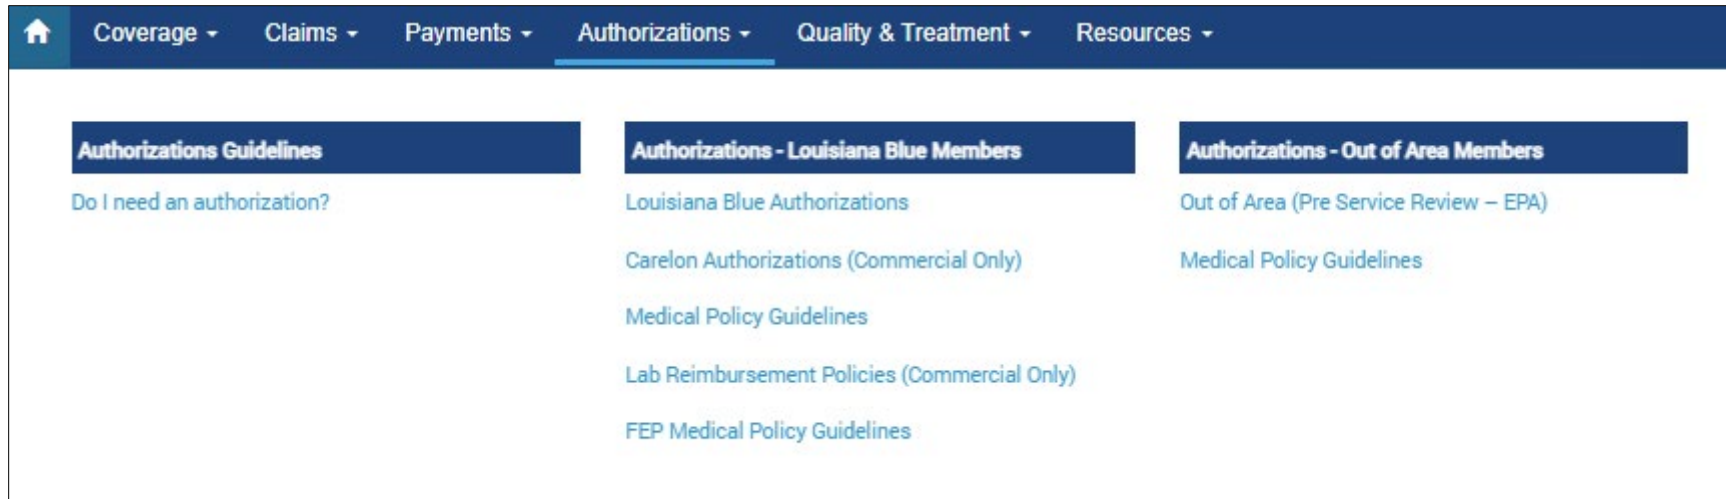 Coverage
Claims
Payments
Authorizations
Quality & Treatment
Resources
Authorizations Guidelines
Do I need an authorization?
Authorizations - Louisiana Blue Members
Louisiana Blue Authorizations
Carelon Authorizations (Commercial Only)
Medical Policy Guidelines
Lab Reimbursement Policies (Commercial Only)
FEP Medical Policy Guidelines
Authorizations - Out of Area Members
Out of Area (Pre Service Review – EPA)
Medical Policy Guidelines